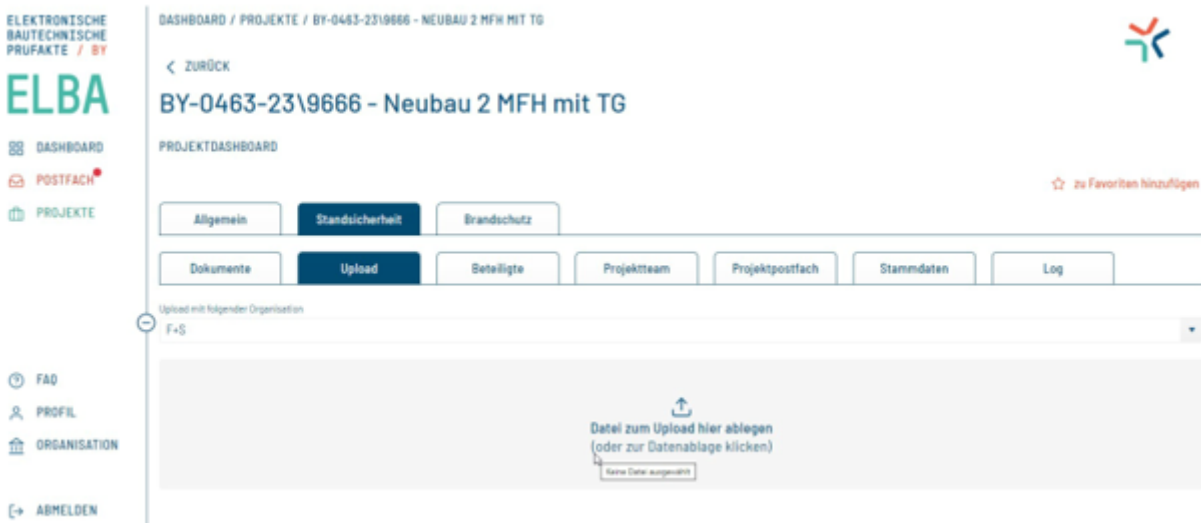 ELEKTRONISCHE
BAUTECHNISCHE
PRÜFAKTE / BY
ELBA
DASHBOARD
POSTFACH
PROJEKTE
FAQ
PROFIL
ORGANISATION
ABMELDEN
DASHBOARD / PROJEKTE / BY-0463-23\9666 - NEUBAU 2 MFH MIT TG
ZURÜCK
BY-0463-23\9666 - Neubau 2 MFH mit TG
PROJEKTDASHBOARD
zu Favoriten hinzufügen
Allgemein Standsicherheit Brandschutz
Dokumente Upload Beteiligte Projektteam Projektpostfach Stammdaten Log
Upload mit folgender Organisation
F+S
Datei zum Upload hier ablegen
(oder zur Datenablage klicken)
Keine Datei ausgewählt